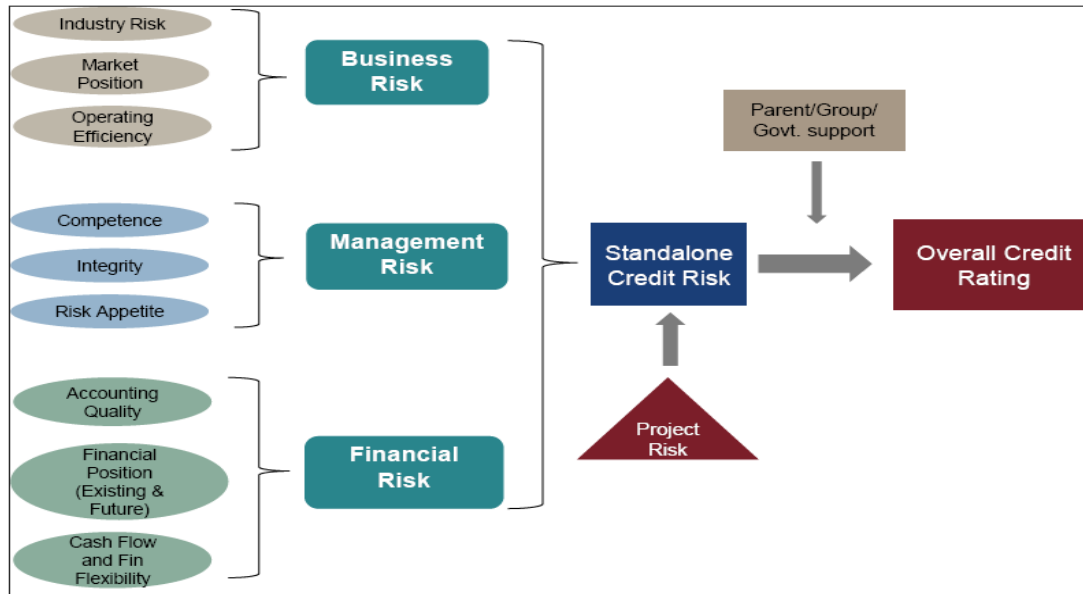 Industry Risk
Market
Position
Operating
Efficiency
Business
Risk
Competence
Integrity
Risk Appetite
Management
Risk
Accounting
Quality
Financial
Position
(Existing &
Future)
Cash Flow
and Fin
Flexibility
Financial
Risk
Standalone
Credit Risk
Project
Risk
Parent/Group/
Govt. support
Overall Credit
Rating